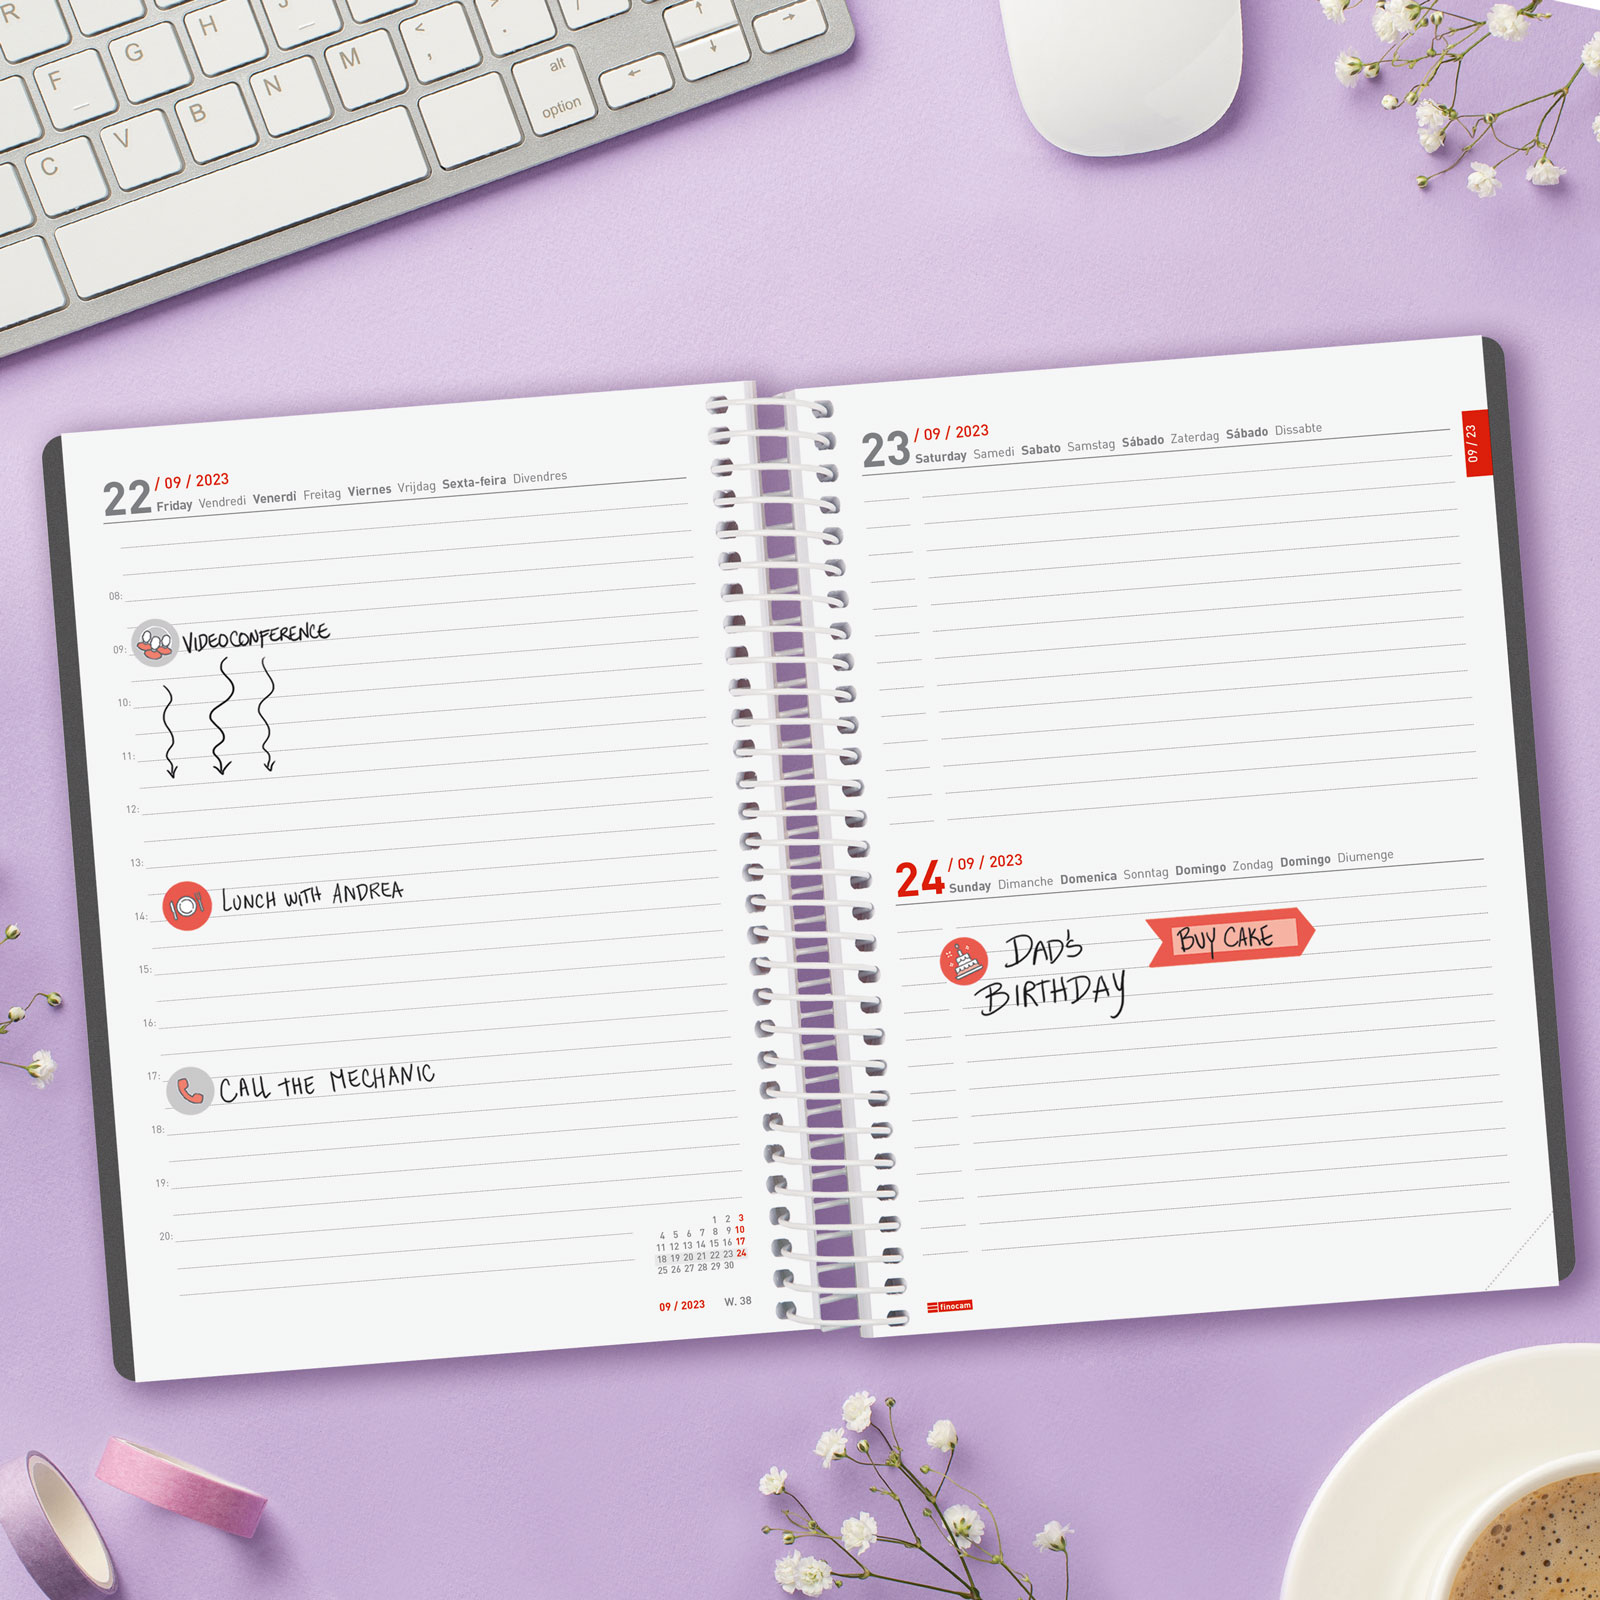 R
F
G
H
J
C
V
B
N
M
<
,
>
.
/
alt
option
←
↓
→
22 / 09 / 2023
Friday Vendredi Venerdì Freitag Viernes Vrijdag Sexta-feira Divendres
08:
09: VIDEOCONFERENCE
10:
11:
12:
13:
14: LUNCH WITH ANDREA
15:
16:
17: CALL THE MECHANIC
18:
19:
20:
1 2 3
4 5 6 7 8 9 10
11 12 13 14 15 16 17
18 19 20 21 22 23 24
25 26 27 28 29 30
09 / 2023 W. 38
23 / 09 / 2023
Saturday Samedi Sabato Samstag Sábado Zaterdag Sábado Dissabte
09 / 23
24 / 09 / 2023
Sunday Dimanche Domenica Sonntag Domingo Zondag Domingo Diumenge
DAD'S
BIRTHDAY
BUY CAKE
finocam